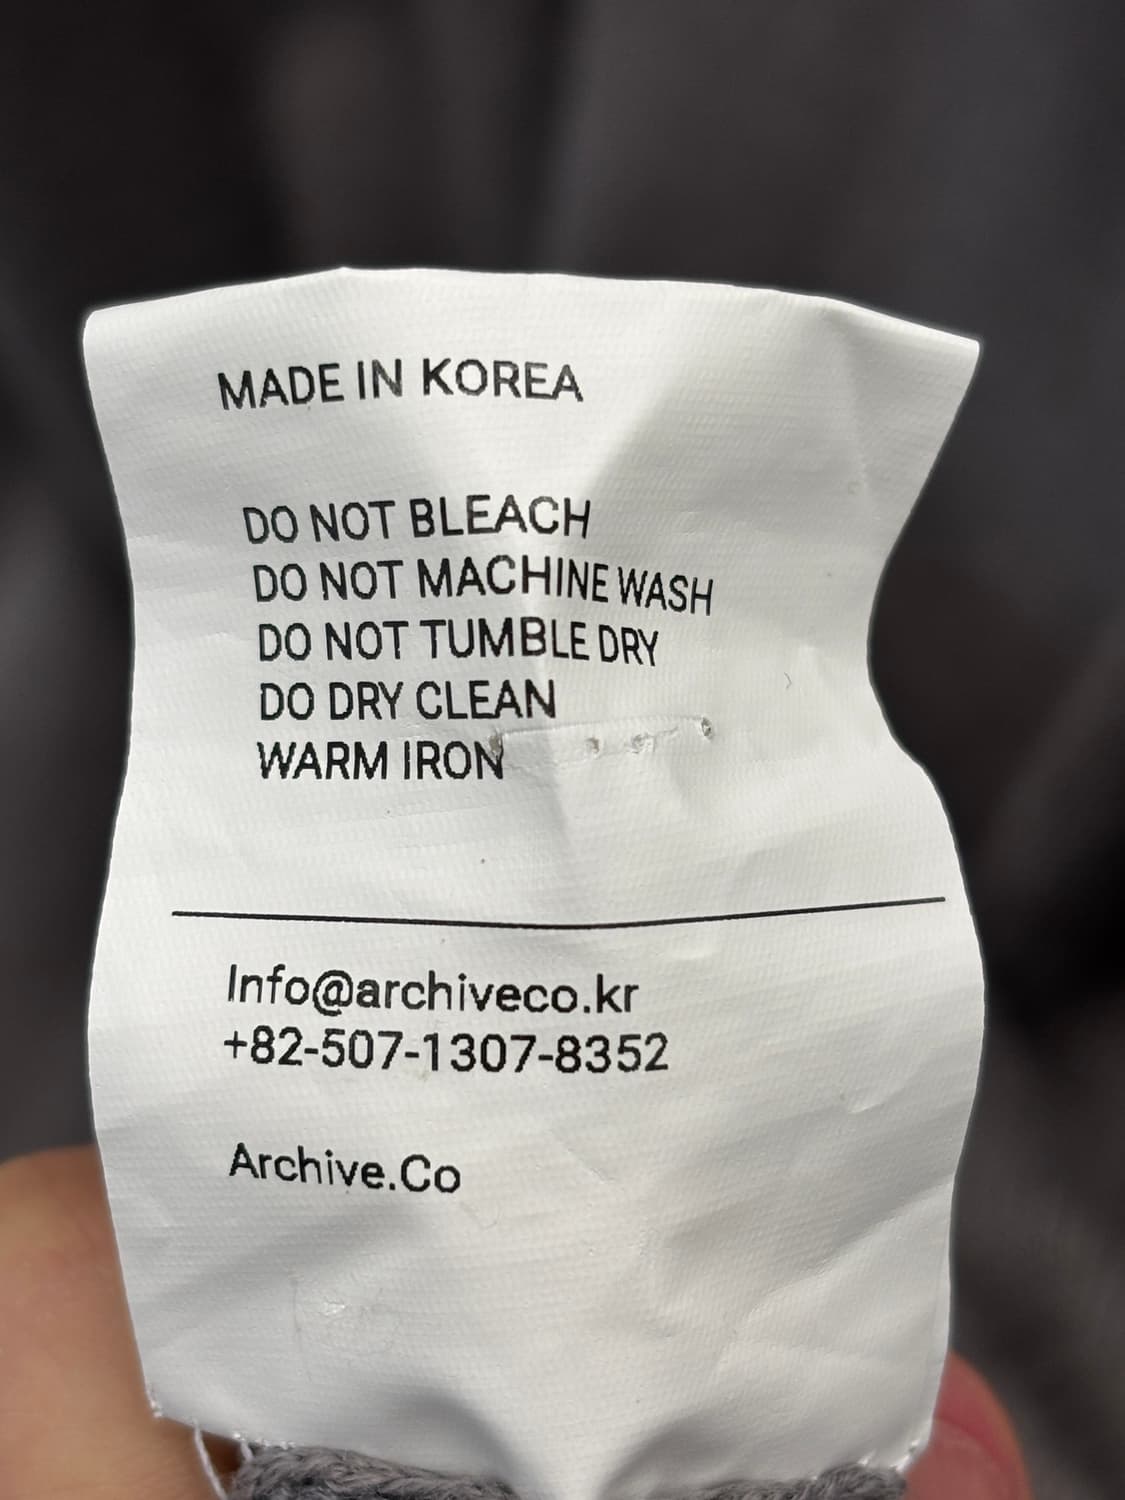 MADE IN KOREA
DO NOT BLEACH
DO NOT MACHINE WASH
DO NOT TUMBLE DRY
DO DRY CLEAN
WARM IRON
Info@archiveco.kr
+82-507-1307-8352
Archive.Co